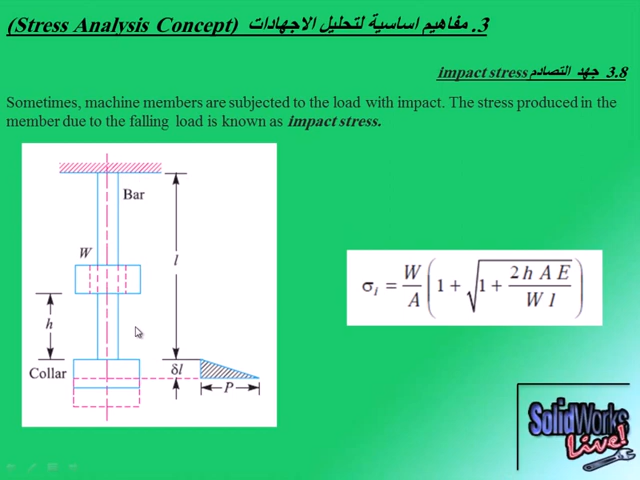 3. مفاهيم اساسية لتحليل الاجهادات (Stress Analysis Concept)
3.8 جهد التصادم impact stress
Sometimes, machine members are subjected to the load with impact. The stress produced in the
member due to the falling load is known as impact stress.
Bar
W
l
h
Collar
δl
P
σi = W/A (1 + √(1 + 2 h A E / W l))
SolidWorks
Live!